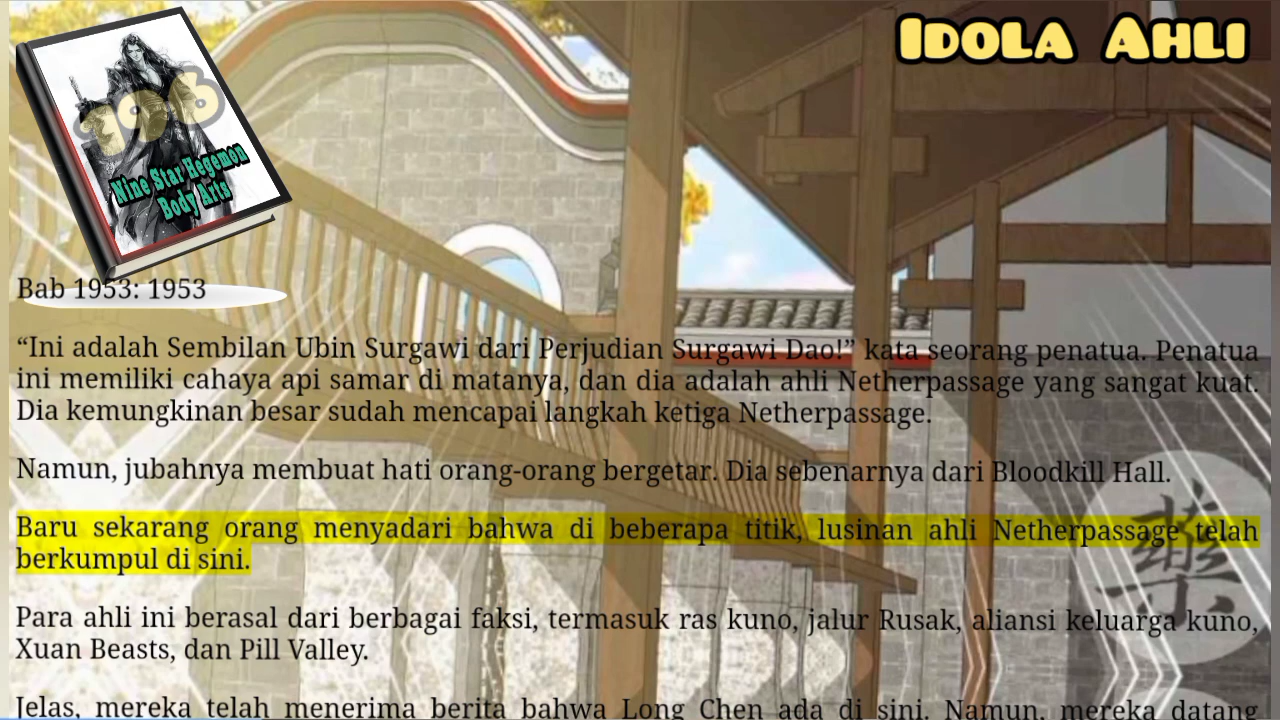 IDOLA AHLI
196
Nine Star Hegemon
Body Arts
Bab 1953: 1953
“Ini adalah Sembilan Ubin Surgawi dari Perjudian Surgawi Dao!” kata seorang penatua. Penatua
ini memiliki cahaya api samar di matanya, dan dia adalah ahli Netherpassage yang sangat kuat.
Dia kemungkinan besar sudah mencapai langkah ketiga Netherpassage.
Namun, jubahnya membuat hati orang-orang bergetar. Dia sebenarnya dari Bloodkill Hall.
Baru sekarang orang menyadari bahwa di beberapa titik, lusinan ahli Netherpassage telah
berkumpul di sini.
藥
Para ahli ini berasal dari berbagai faksi, termasuk ras kuno, jalur Rusak, aliansi keluarga kuno,
Xuan Beasts, dan Pill Valley.
Jelas, mereka telah menerima berita bahwa Long Chen ada di sini. Namun, mereka datang